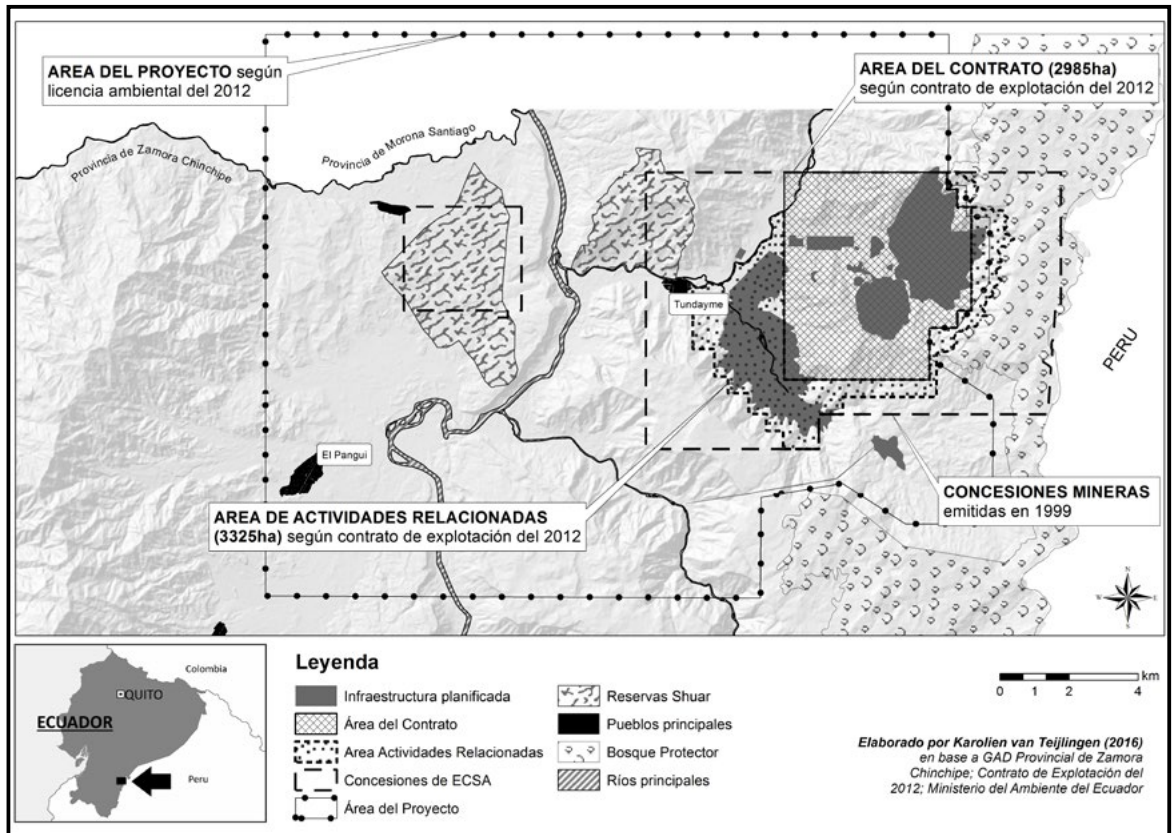 AREA DEL PROYECTO según
licencia ambiental del 2012
AREA DEL CONTRATO (2985ha)
según contrato de explotación del 2012
Provincia de Zamora Chinchipe
Provincia de Morona Santiago
Tundayme
PERU
El Pangui
AREA DE ACTIVIDADES RELACIONADAS
(3325ha) según contrato de explotación del 2012
CONCESIONES MINERAS
emitidas en 1999
N
W E
S
Colombia
QUITO
ECUADOR
Peru
Leyenda
Infraestructura planificada
Área del Contrato
Area Actividades Relacionadas
Concesiones de ECSA
Área del Proyecto
Reservas Shuar
Pueblos principales
Bosque Protector
Ríos principales
km
0 1 2 4
Elaborado por Karolien van Teijlingen (2016)
en base a GAD Provincial de Zamora
Chinchipe; Contrato de Explotación del
2012; Ministerio del Ambiente del Ecuador